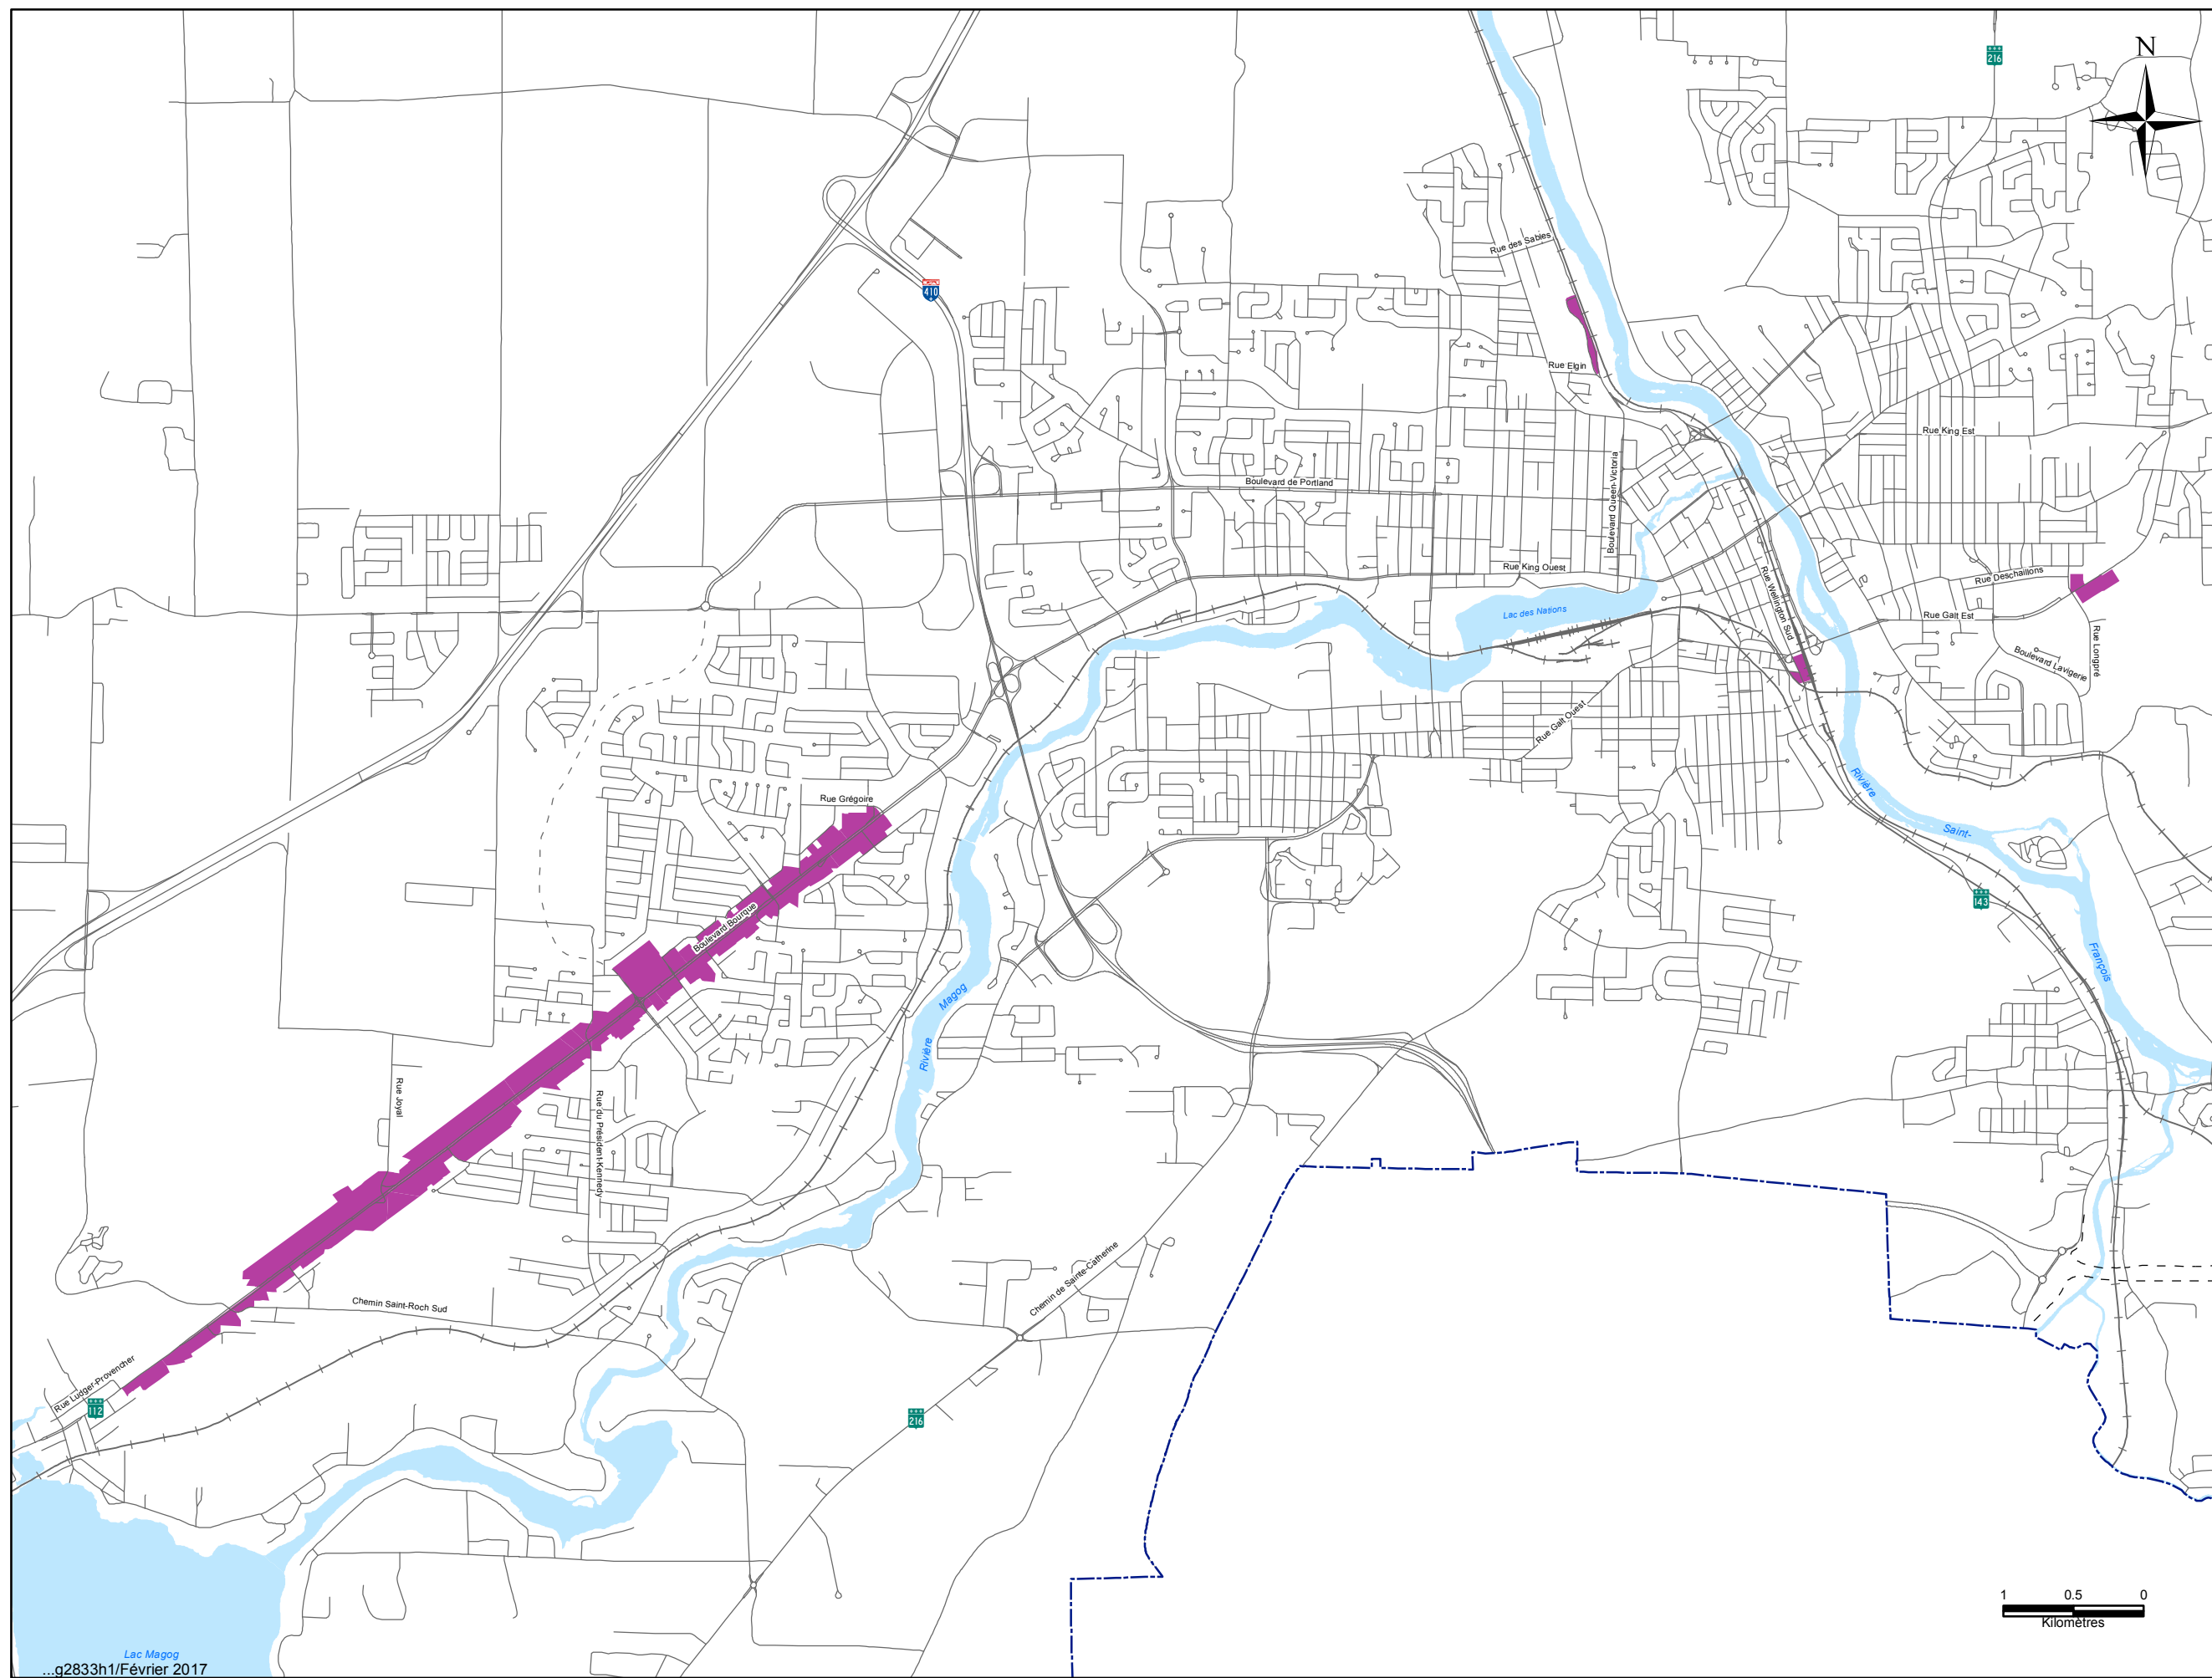 N
216
Rue des Sables
410
Rue Elgin
Rue King Est
Boulevard de Portland
Boulevard Queen-Victoria
Rue King Ouest
Rue Wellington Sud
Rue Deschaillons
Lac des Nations
Rue Galt Est
Rue Longpré
Boulevard Lavigerie
Rue Galt Ouest
Rivière
Saint-
François
Rue Grégoire
143
Boulevard Bourque
Rivière
Magog
Rue Joyal
Rue du Président-Kennedy
Chemin de Sainte-Catherine
Chemin Saint-Roch Sud
Rue Ludger-Provencher
112
216
1 0.5 0
Kilomètres
Lac Magog
...g2833h1/Février 2017